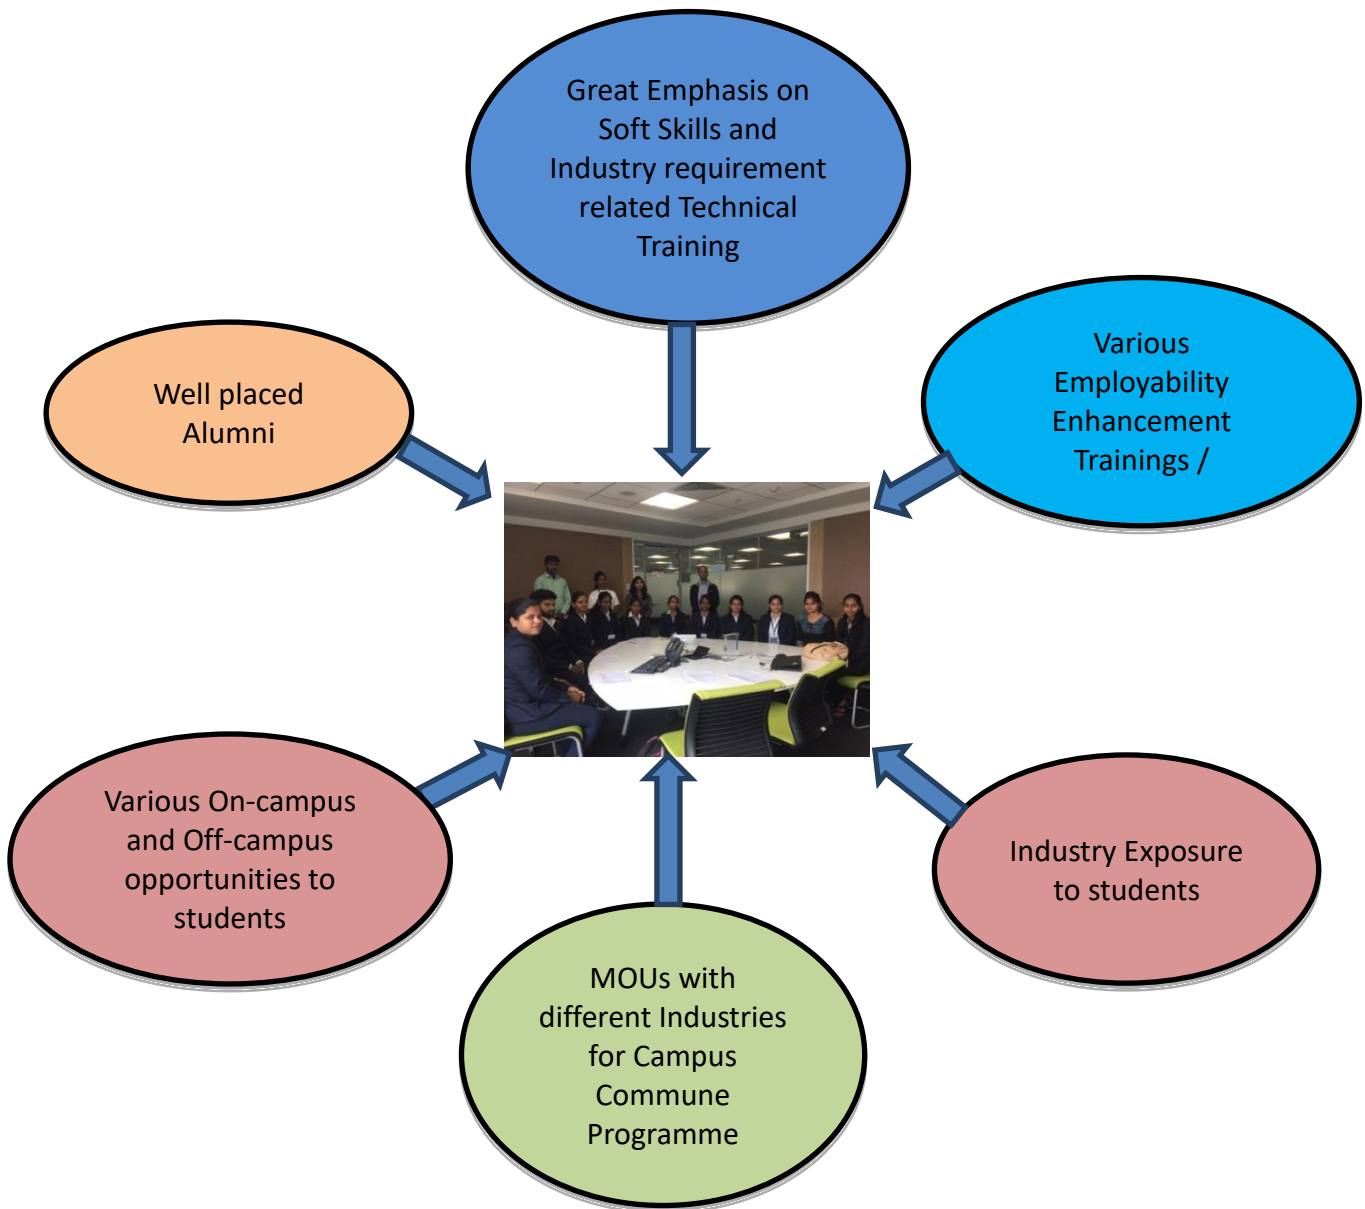 Great Emphasis on
Soft Skills and
Industry requirement
related Technical
Training
Various
Employability
Enhancement
Trainings /
Well placed
Alumni
Various On-campus
and Off-campus
opportunities to
students
Industry Exposure
to students
MOUs with
different Industries
for Campus
Commune
Programme